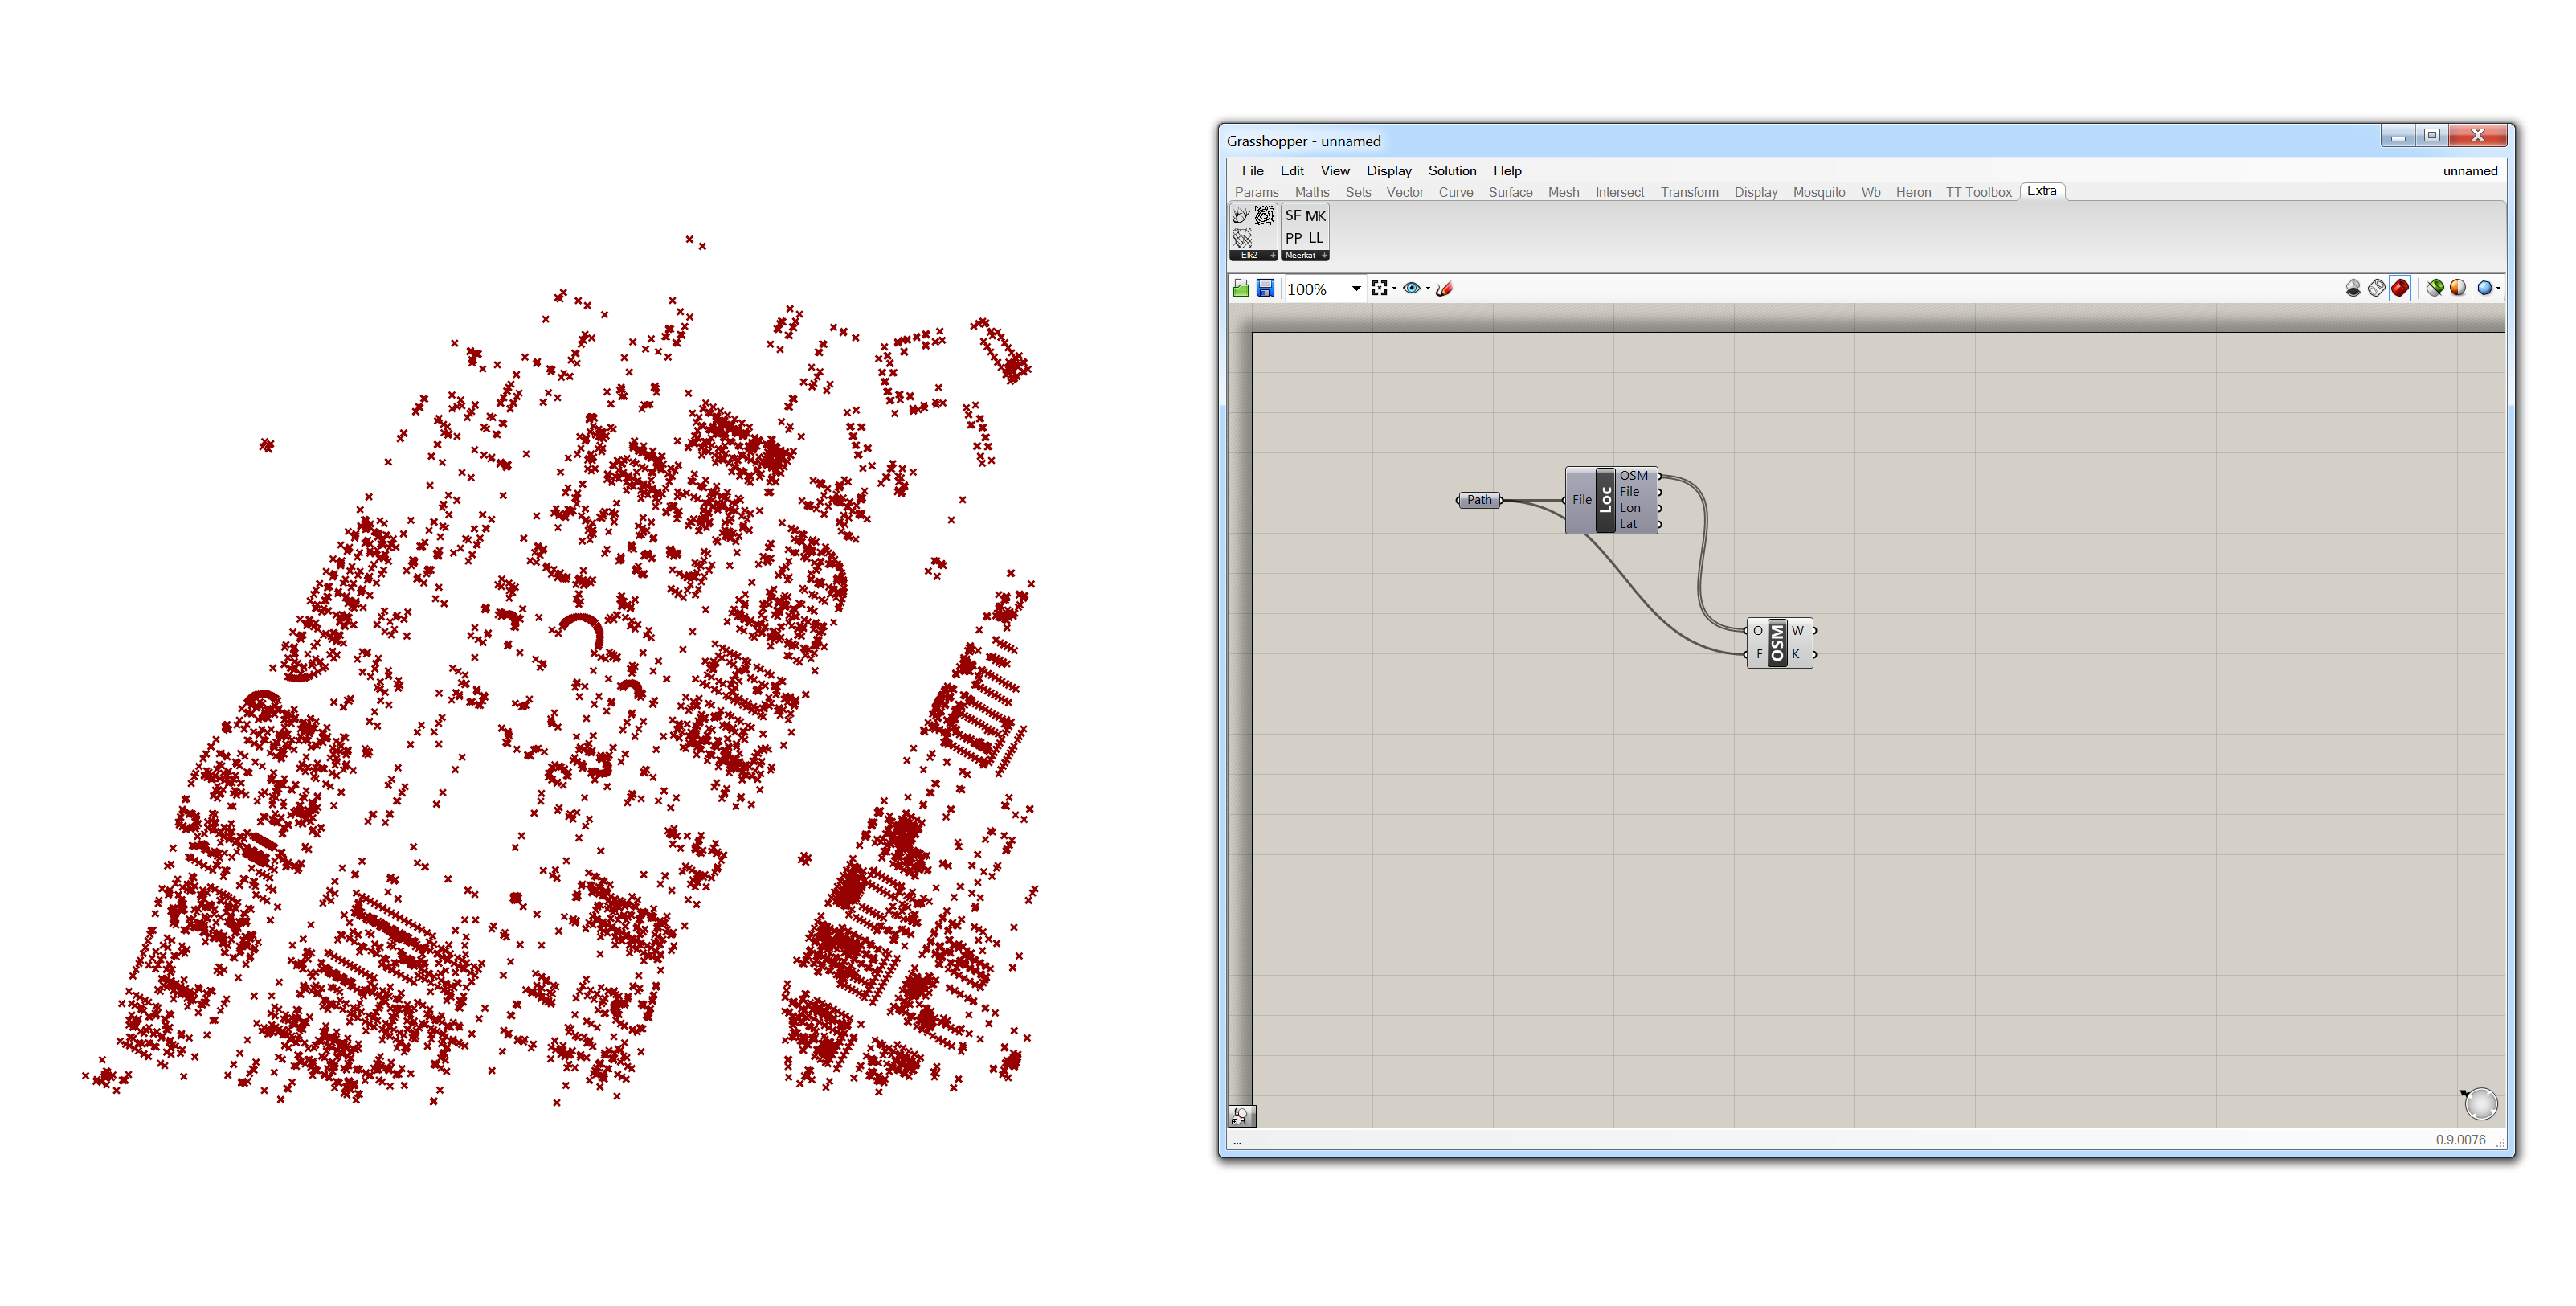 Grasshopper - unnamed
File Edit View Display Solution Help unnamed
Params Maths Sets Vector Curve Surface Mesh Intersect Transform Display Mosquito Wb Heron TT Toolbox Extra
SF MK
PP LL
Elk2 Meerkat
100%
OSM
Path File Loc File
Lon
Lat
O OSM W
F K
... 0.9.0076